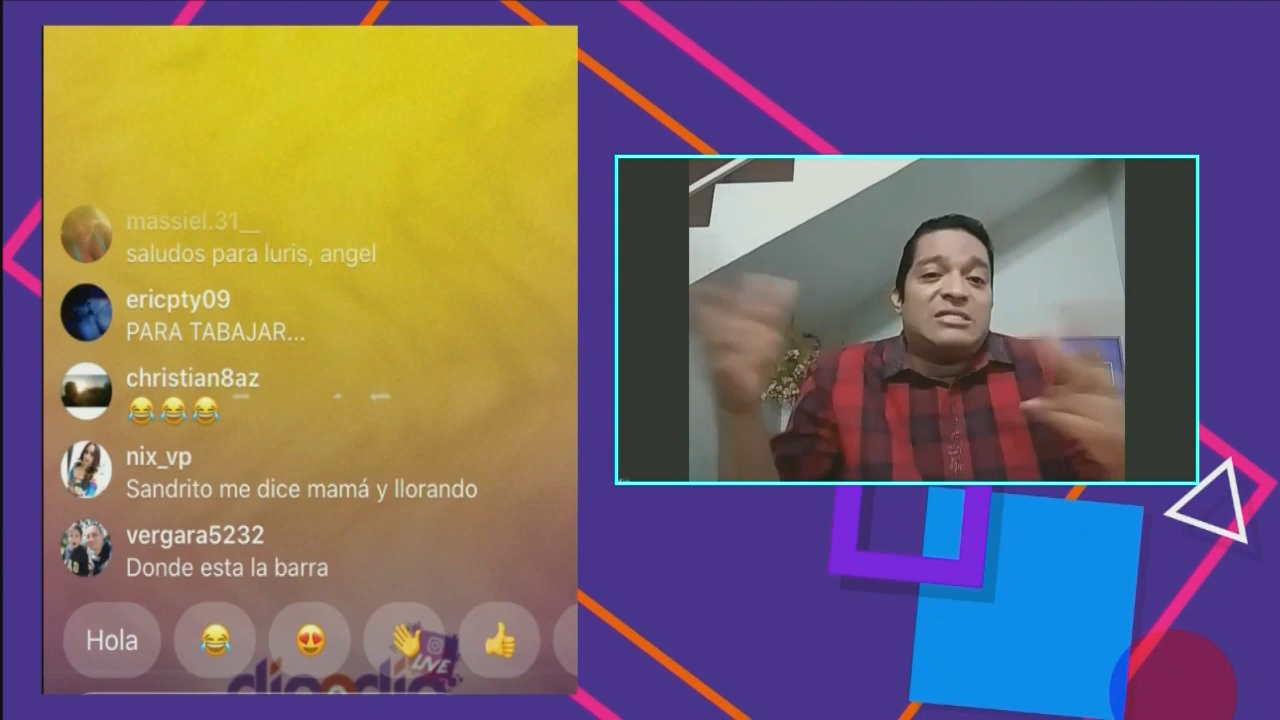 massiel.31__
saludos para luris, angel
ericpty09
PARA TABAJAR...
christian8az
😂😂😂
nix_vp
Sandrito me dice mamá y llorando
vergara5232
Donde esta la barra
Hola
LIVE